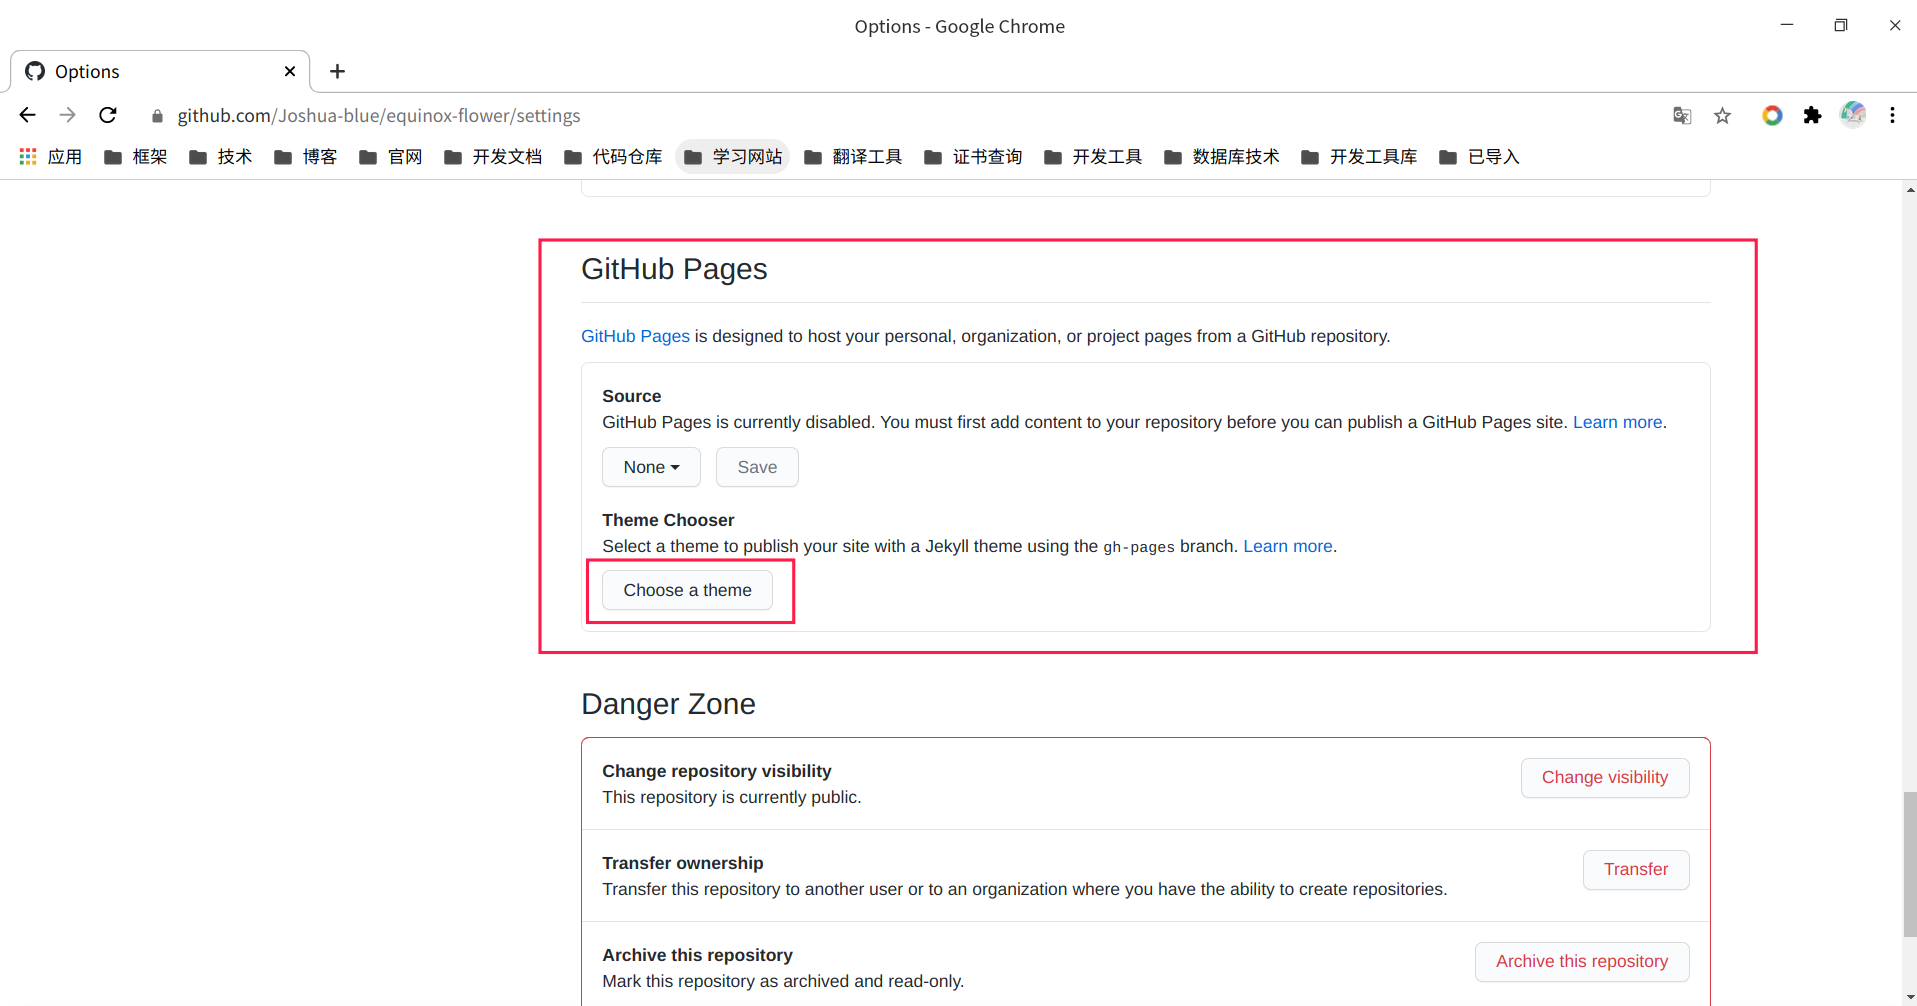 Options - Google Chrome
Options
github.com/Joshua-blue/equinox-flower/settings
应用 框架 技术 博客 官网 开发文档 代码仓库 学习网站 翻译工具 证书查询 开发工具 数据库技术 开发工具库 已导入
GitHub Pages
GitHub Pages is designed to host your personal, organization, or project pages from a GitHub repository.
Source
GitHub Pages is currently disabled. You must first add content to your repository before you can publish a GitHub Pages site. Learn more.
None Save
Theme Chooser
Select a theme to publish your site with a Jekyll theme using the gh-pages branch. Learn more.
Choose a theme
Danger Zone
Change repository visibility
This repository is currently public.
Change visibility
Transfer ownership
Transfer this repository to another user or to an organization where you have the ability to create repositories.
Transfer
Archive this repository
Mark this repository as archived and read-only.
Archive this repository